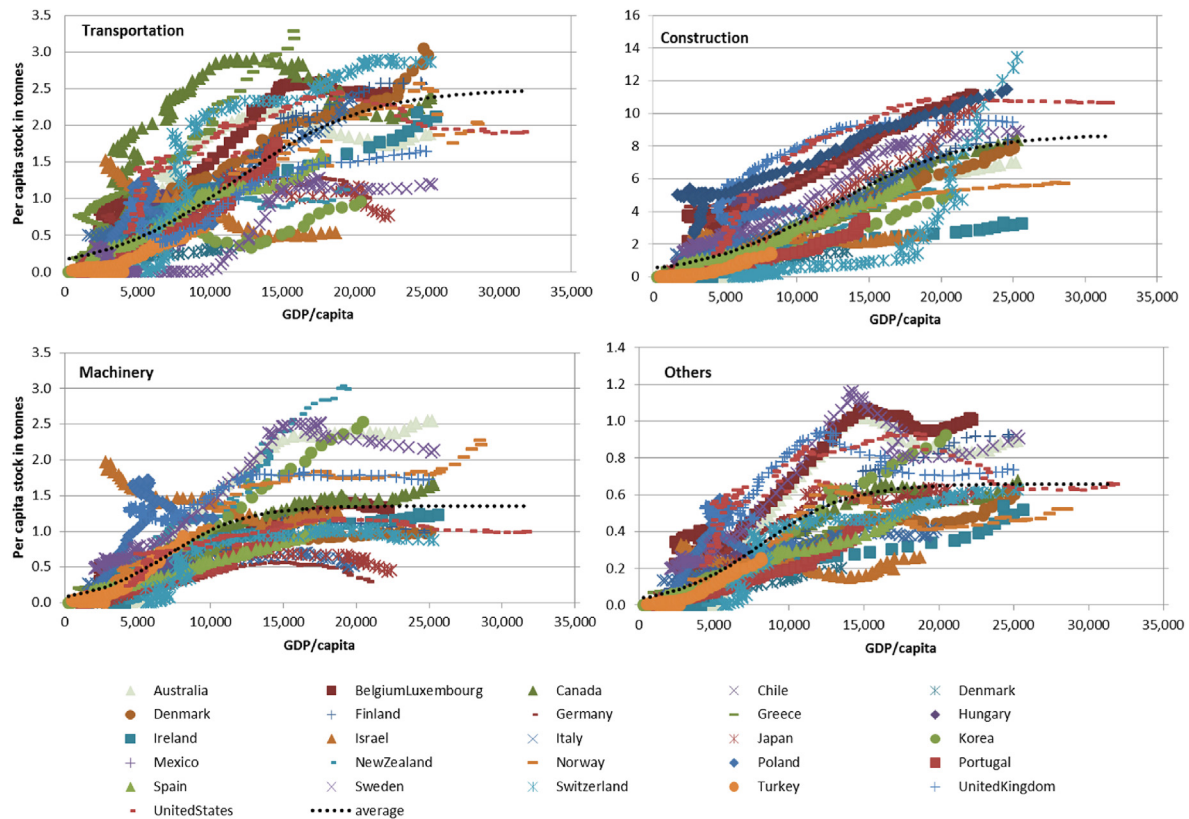 Transportation
Per capita stock in tonnes
3.5
3.0
2.5
2.0
1.5
1.0
0.5
0.0
0 5,000 10,000 15,000 20,000 25,000 30,000 35,000
GDP/capita
Construction
16
14
12
10
8
6
4
2
0
0 5,000 10,000 15,000 20,000 25,000 30,000 35,000
GDP/capita
Machinery
Per capita stock in tonnes
3.5
3.0
2.5
2.0
1.5
1.0
0.5
0.0
0 5,000 10,000 15,000 20,000 25,000 30,000 35,000
GDP/capita
Others
1.4
1.2
1.0
0.8
0.6
0.4
0.2
0.0
0 5,000 10,000 15,000 20,000 25,000 30,000 35,000
GDP/capita
Australia BelgiumLuxembourg Canada Chile Denmark
Denmark Finland Germany Greece Hungary
Ireland Israel Italy Japan Korea
Mexico NewZealand Norway Poland Portugal
Spain Sweden Switzerland Turkey UnitedKingdom
UnitedStates average